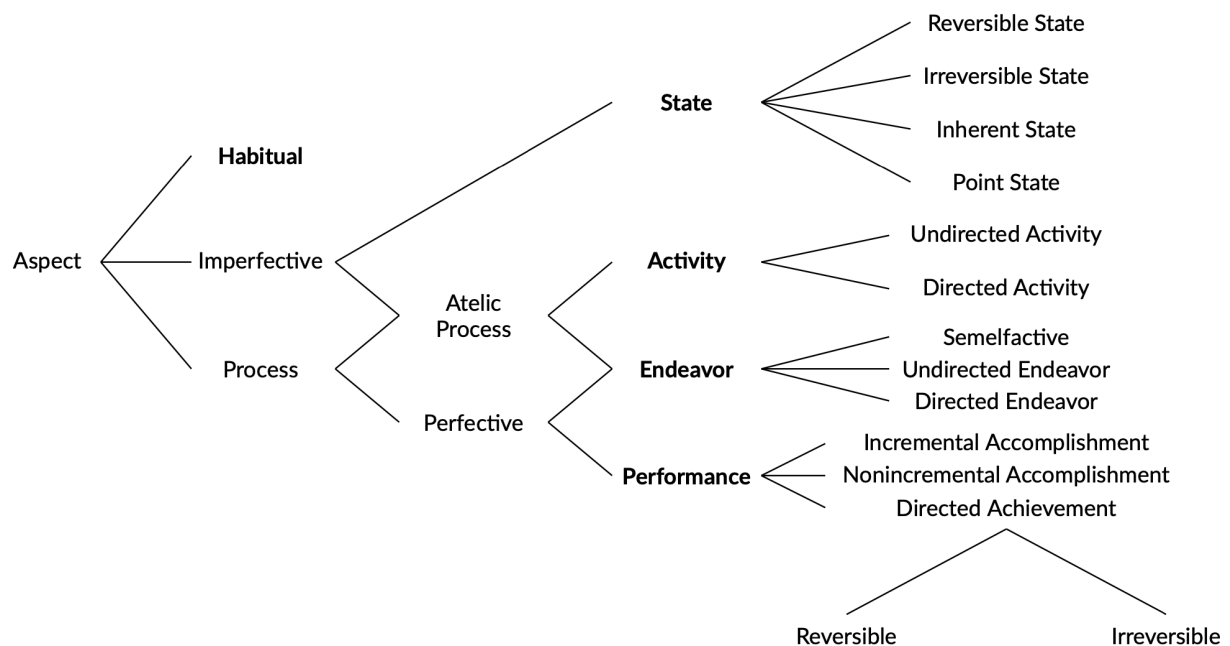 Reversible State
Irreversible State
State
Inherent State
Habitual
Point State
Undirected Activity
Aspect
Imperfective
Activity
Directed Activity
Atelic
Process
Semelfactive
Process
Endeavor
Undirected Endeavor
Directed Endeavor
Perfective
Incremental Accomplishment
Performance
Nonincremental Accomplishment
Directed Achievement
Reversible
Irreversible